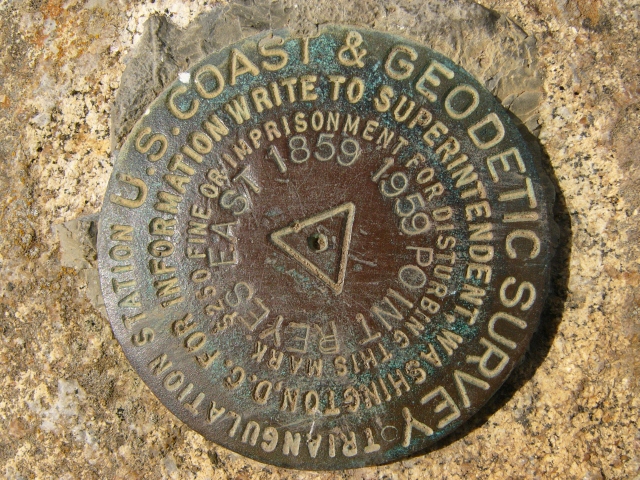 U.S. COAST & GEODETIC SURVEY
TRIANGULATION STATION
FOR INFORMATION WRITE TO SUPERINTENDENT, WASHINGTON, D.C.
$250 FINE OR IMPRISONMENT FOR DISTURBING THIS MARK
POINT REYES EAST 1859 1959